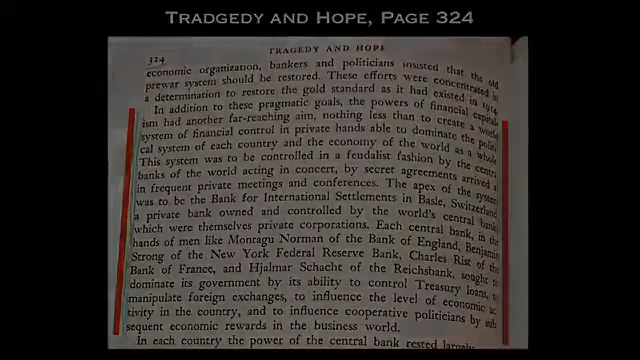 TRADGEDY AND HOPE, PAGE 324
324
TRAGEDY AND HOPE
economic organization, bankers and politicians insisted that the old
prewar system should be restored. These efforts were concentrated in
a determination to restore the gold standard as it had existed in 1914.
In addition to these pragmatic goals, the powers of financial capital-
ism had another far-reaching aim, nothing less than to create a world
system of financial control in private hands able to dominate the politi
cal system of each country and the economy of the world as a whole
This system was to be controlled in a feudalist fashion by the centra
banks of the world acting in concert, by secret agreements arrived a
in frequent private meetings and conferences. The apex of the system
was to be the Bank for International Settlements in Basle, Switzerland
a private bank owned and controlled by the world's central bank
which were themselves private corporations. Each central bank, in the
hands of men like Montagu Norman of the Bank of England, Benjamin
Strong of the New York Federal Reserve Bank, Charles Rist of the
Bank of France, and Hjalmar Schacht of the Reichsbank, sought to
dominate its government by its ability to control Treasury loans, to
manipulate foreign exchanges, to influence the level of economic ac
tivity in the country, and to influence cooperative politicians by sub
sequent economic rewards in the business world.
In each country the power of the central bank rested largely